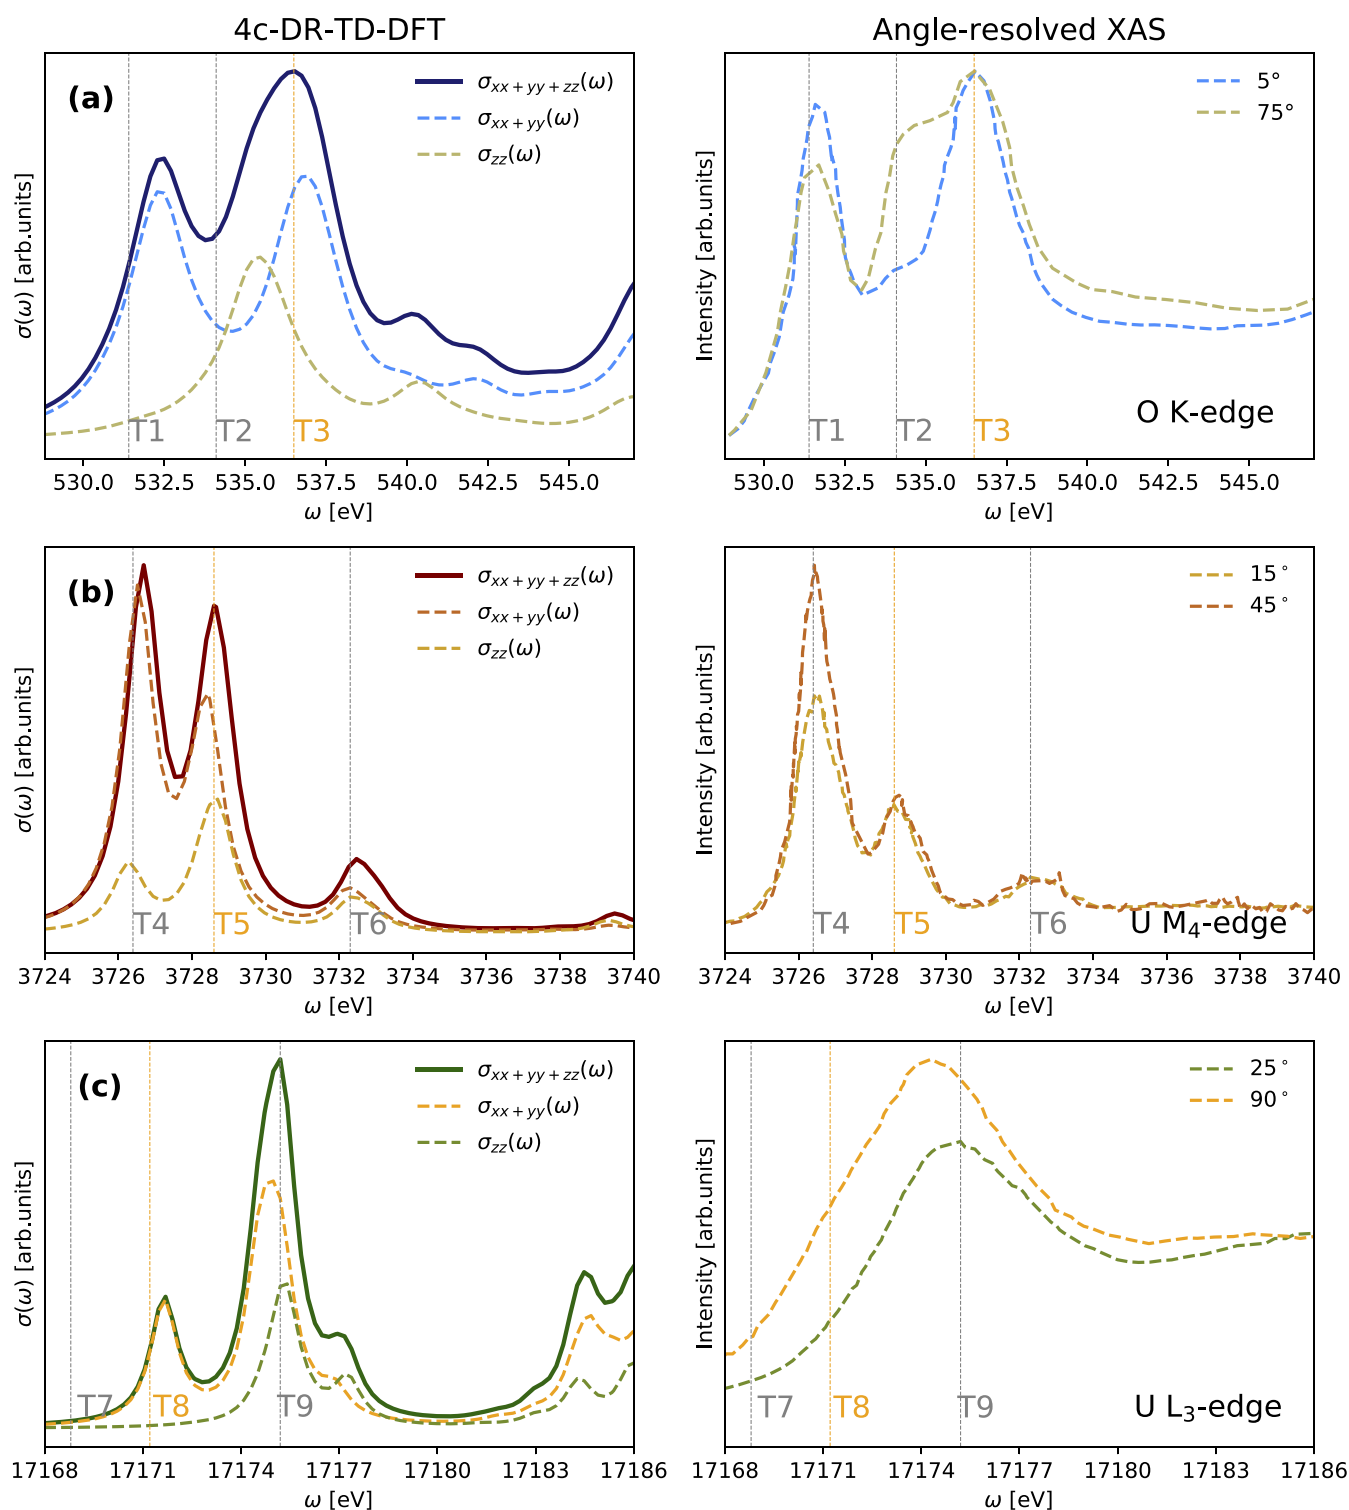 4c-DR-TD-DFT
Angle-resolved XAS
(a)
σxx+yy+zz(ω)
σxx+yy(ω)
σzz(ω)
T1
T2
T3
σ(ω) [arb.units]
530.0 532.5 535.0 537.5 540.0 542.5 545.0
ω [eV]
5°
75°
T1
T2
T3
O K-edge
Intensity [arb.units]
530.0 532.5 535.0 537.5 540.0 542.5 545.0
ω [eV]
(b)
σxx+yy+zz(ω)
σxx+yy(ω)
σzz(ω)
T4
T5
T6
σ(ω) [arb.units]
3724 3726 3728 3730 3732 3734 3736 3738 3740
ω [eV]
15°
45°
T4
T5
T6
U M4-edge
Intensity [arb.units]
3724 3726 3728 3730 3732 3734 3736 3738 3740
ω [eV]
(c)
σxx+yy+zz(ω)
σxx+yy(ω)
σzz(ω)
T7
T8
T9
σ(ω) [arb.units]
17168 17171 17174 17177 17180 17183 17186
ω [eV]
25°
90°
T7
T8
T9
U L3-edge
Intensity [arb.units]
17168 17171 17174 17177 17180 17183 17186
ω [eV]